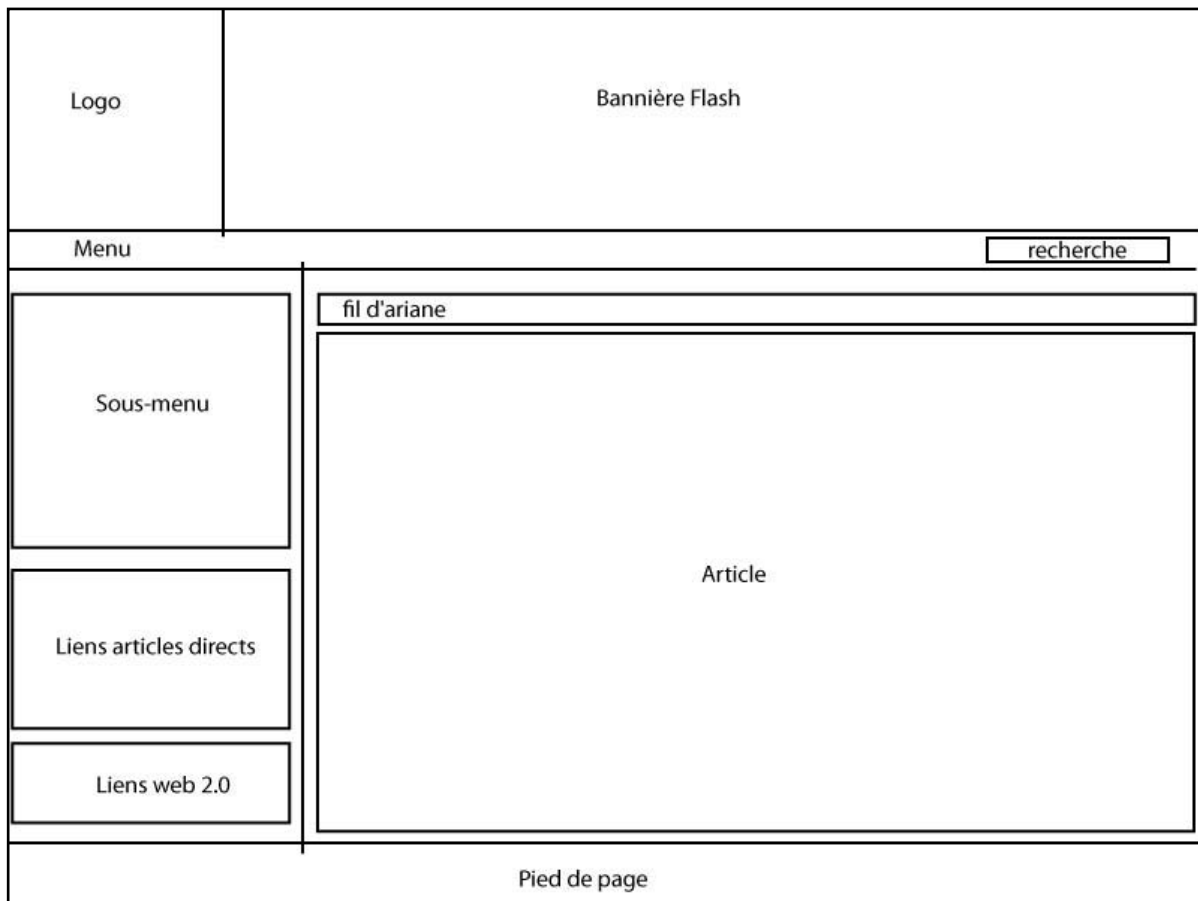 Logo
Bannière Flash
Menu
recherche
fil d'ariane
Sous-menu
Article
Liens articles directs
Liens web 2.0
Pied de page